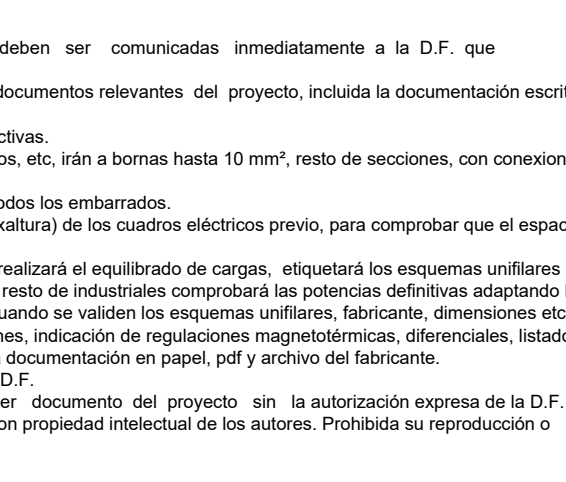 deben ser comunicadas inmediatamente a la D.F. que
documentos relevantes del proyecto, incluida la documentación escrit
ctivas.
os, etc, irán a bornas hasta 10 mm², resto de secciones, con conexion
odos los embarrados.
xaltura) de los cuadros eléctricos previo, para comprobar que el espac
realizará el equilibrado de cargas, etiquetará los esquemas unifilares
resto de industriales comprobará las potencias definitivas adaptando
uando se validen los esquemas unifilares, fabricante, dimensiones etc
nes, indicación de regulaciones magnetotérmicas, diferenciales, listado
documentación en papel, pdf y archivo del fabricante.
D.F.
er documento del proyecto sin la autorización expresa de la D.F.
on propiedad intelectual de los autores. Prohibida su reproducción o